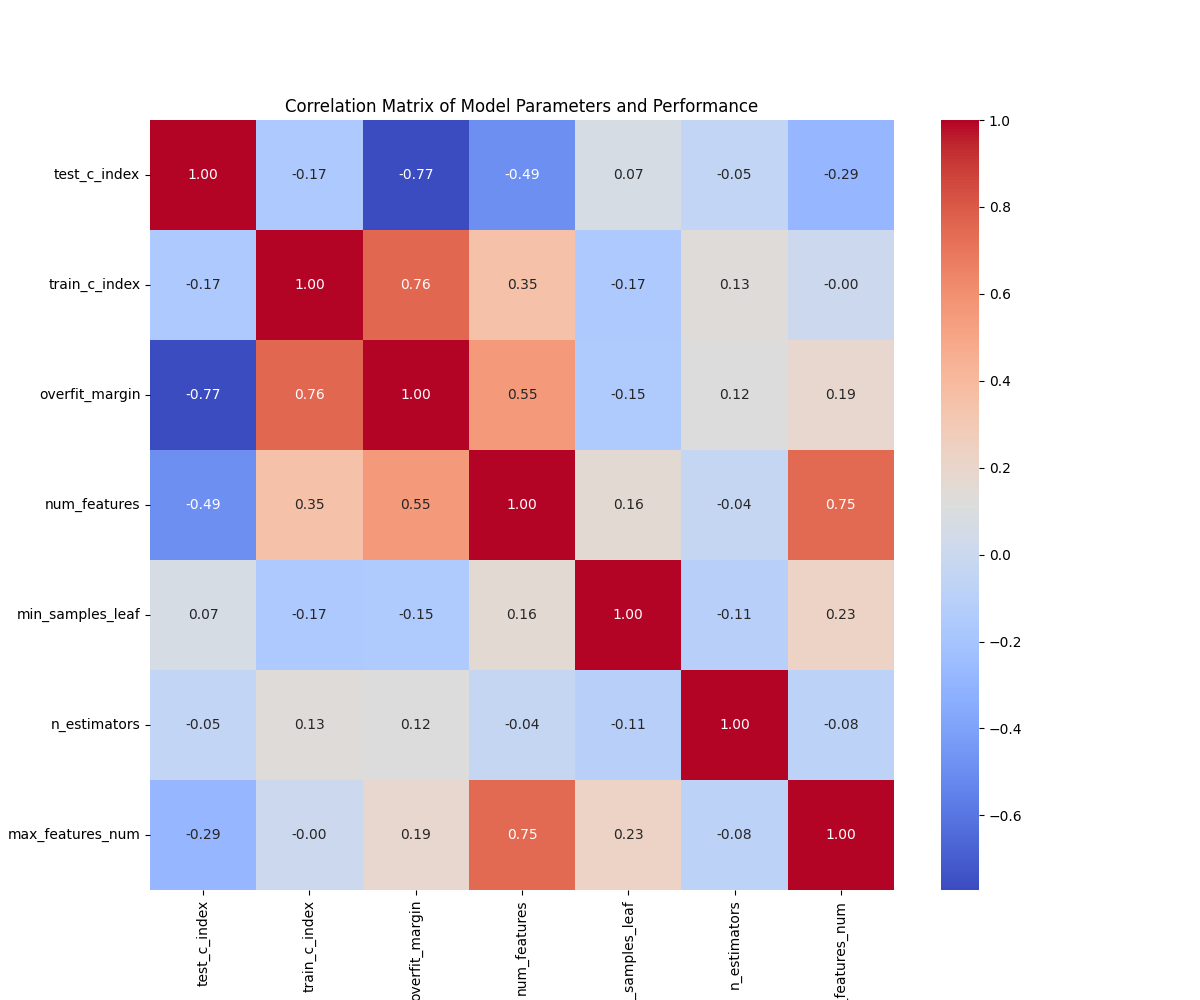 Correlation Matrix of Model Parameters and Performance
test_c_index 1.00 -0.17 -0.77 -0.49 0.07 -0.05 -0.29
train_c_index -0.17 1.00 0.76 0.35 -0.17 0.13 -0.00
overfit_margin -0.77 0.76 1.00 0.55 -0.15 0.12 0.19
num_features -0.49 0.35 0.55 1.00 0.16 -0.04 0.75
min_samples_leaf 0.07 -0.17 -0.15 0.16 1.00 -0.11 0.23
n_estimators -0.05 0.13 0.12 -0.04 -0.11 1.00 -0.08
max_features_num -0.29 -0.00 0.19 0.75 0.23 -0.08 1.00
test_c_index
train_c_index
overfit_margin
num_features
_samples_leaf
n_estimators
_features_num
1.0
0.8
0.6
0.4
0.2
0.0
−0.2
−0.4
−0.6